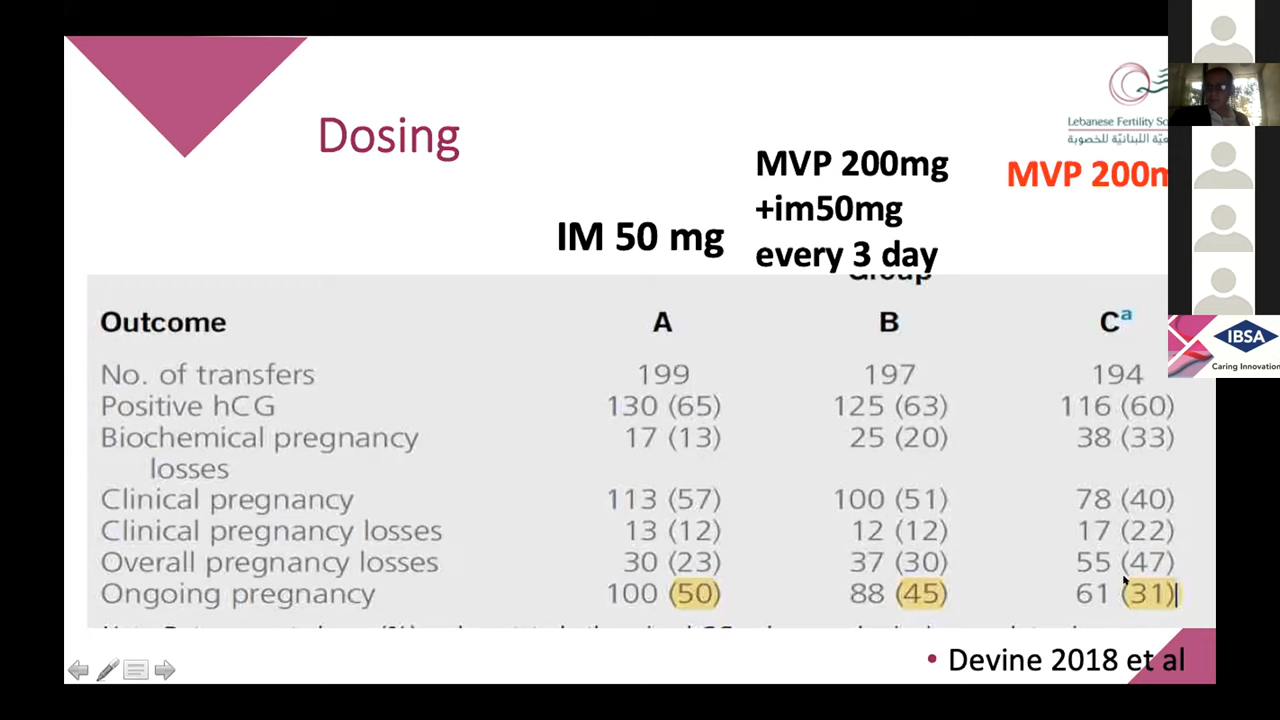 Dosing
Lebanese Fertility
الجمعيّة اللبنانيّة للخصوبة
MVP 200mg
+im50mg
every 3 day
MVP 200m
IM 50 mg
Group
Outcome A B Cᵃ
No. of transfers 199 197 194
Positive hCG 130 (65) 125 (63) 116 (60)
Biochemical pregnancy 17 (13) 25 (20) 38 (33)
losses
Clinical pregnancy 113 (57) 100 (51) 78 (40)
Clinical pregnancy losses 13 (12) 12 (12) 17 (22)
Overall pregnancy losses 30 (23) 37 (30) 55 (47)
Ongoing pregnancy 100 (50) 88 (45) 61 (31)
• Devine 2018 et al
IBSA
Caring Innovation